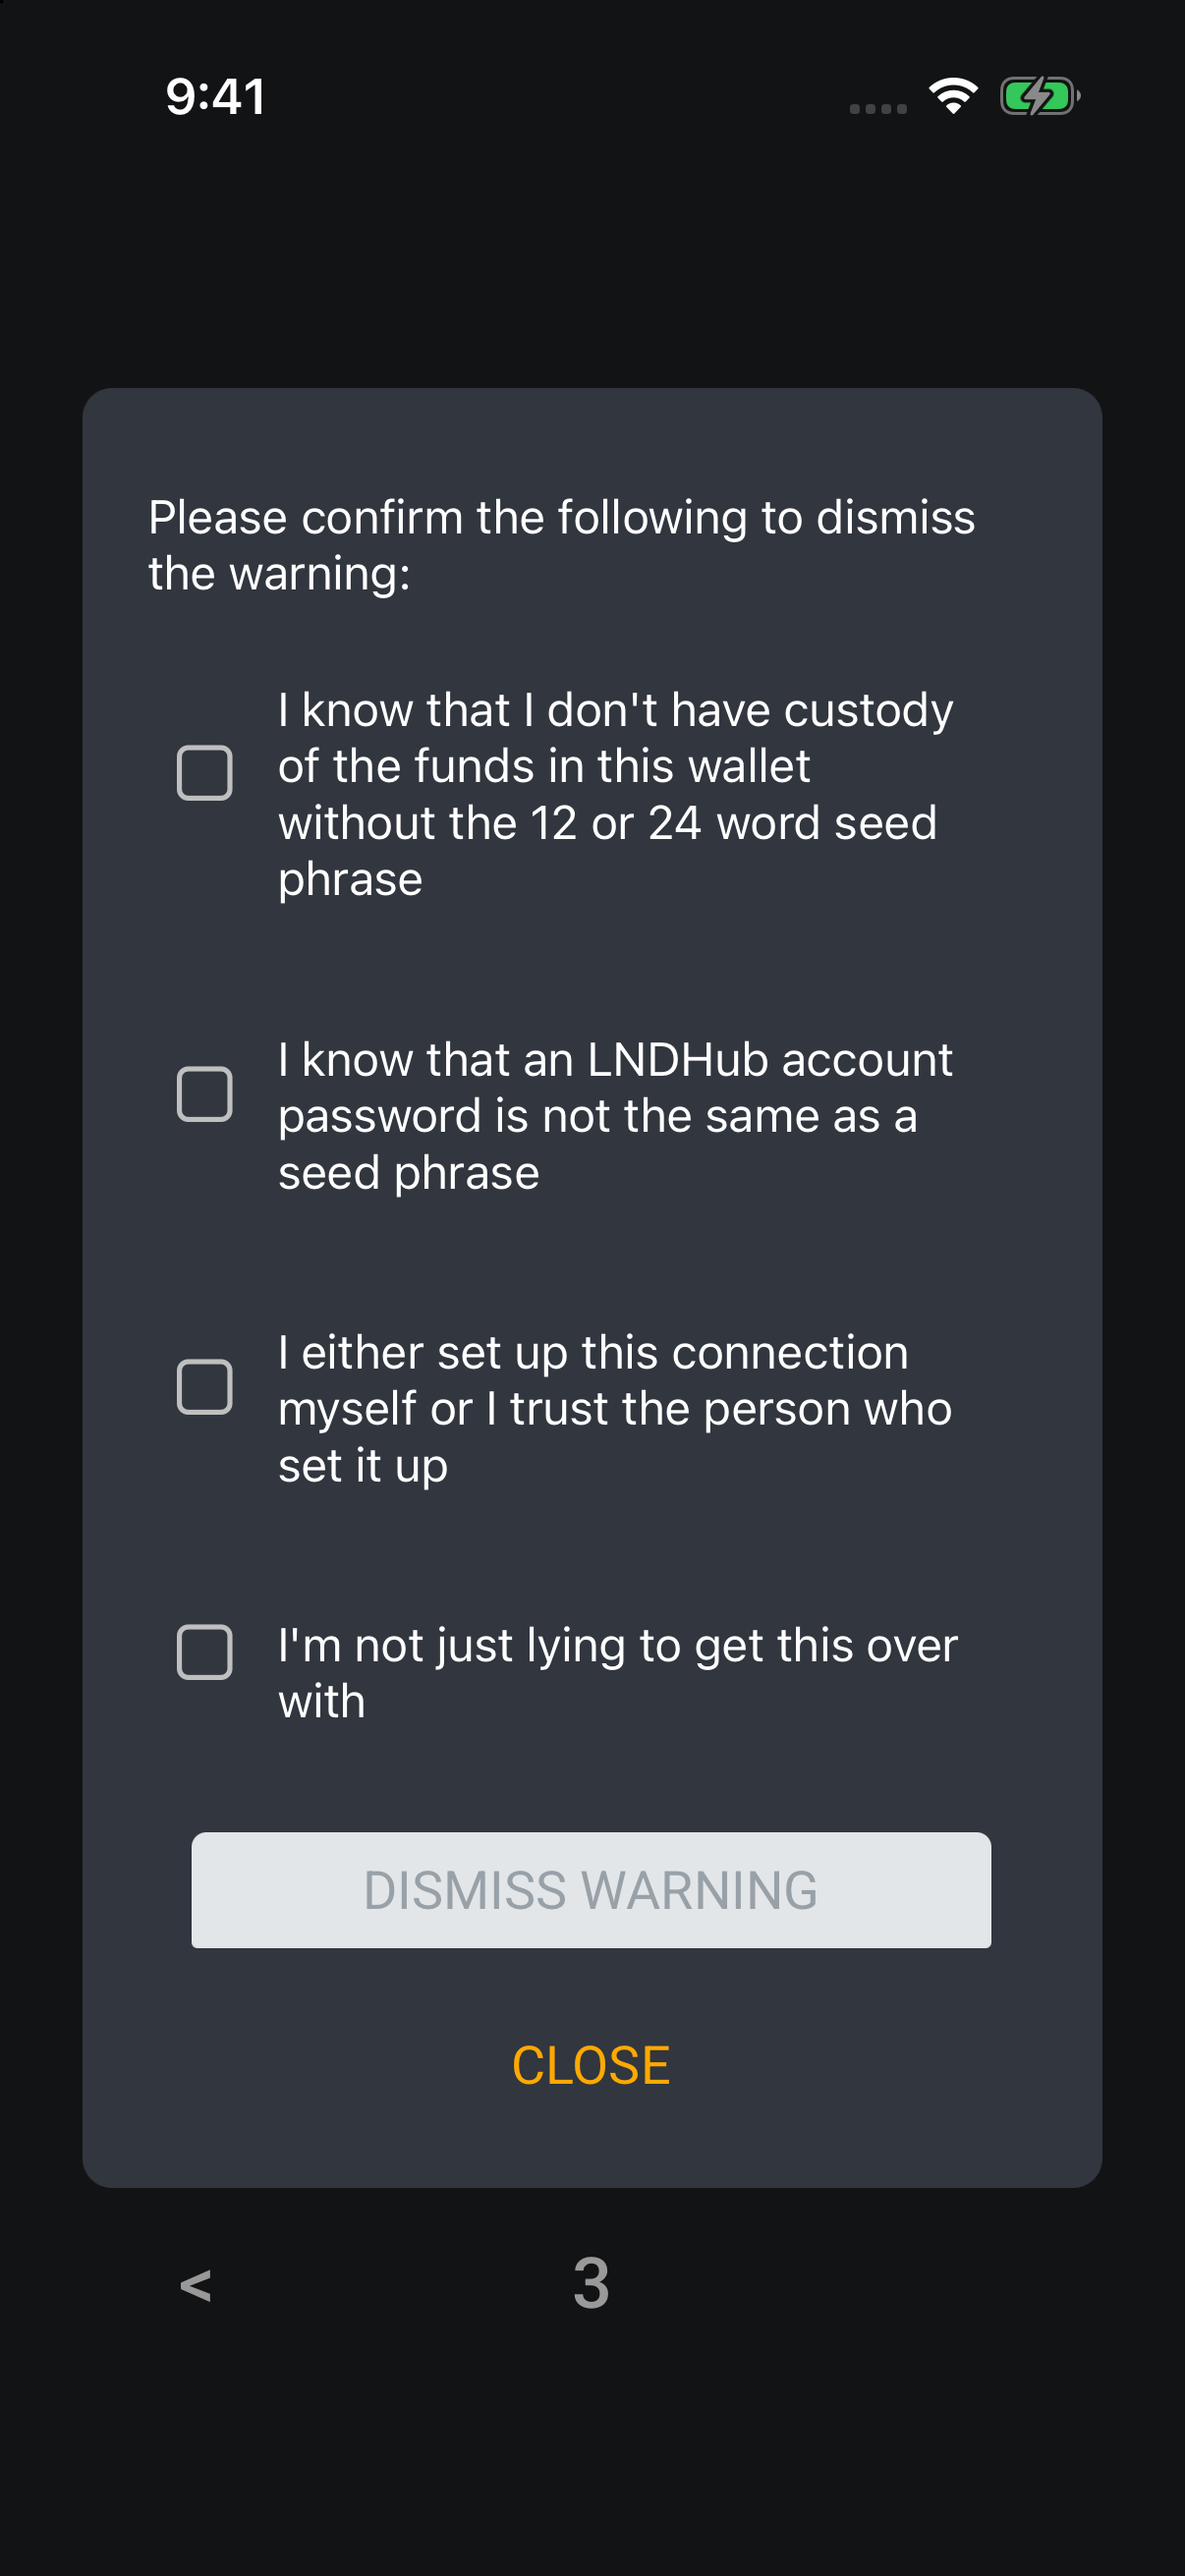 9:41
Please confirm the following to dismiss
the warning:
I know that I don't have custody
of the funds in this wallet
without the 12 or 24 word seed
phrase
I know that an LNDHub account
password is not the same as a
seed phrase
I either set up this connection
myself or I trust the person who
set it up
I'm not just lying to get this over
with
DISMISS WARNING
CLOSE
< 3